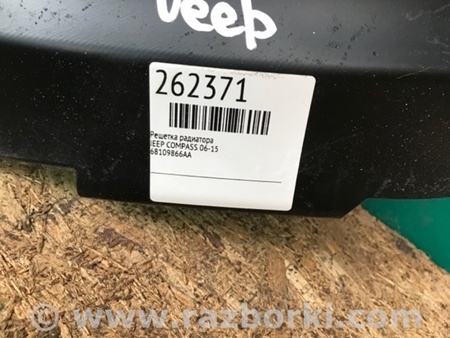 Jeep
262371
Решетка радиатора
JEEP COMPASS 06-15
68109866AA
© www.razborki.com